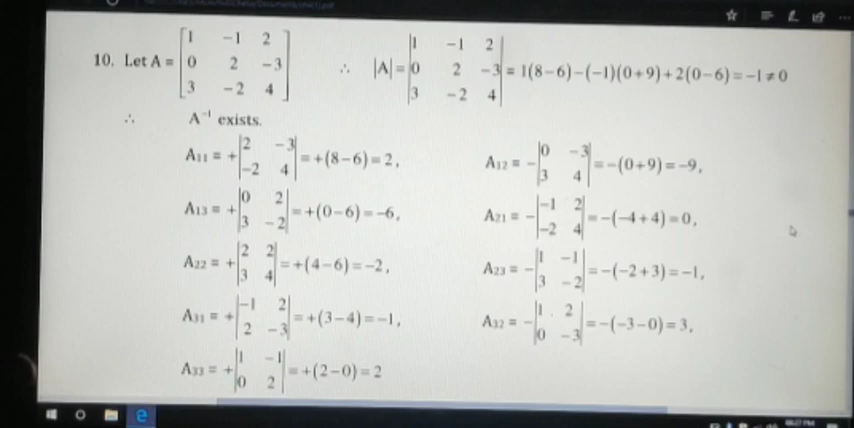 10. Let A = [1 -1 2; 0 2 -3; 3 -2 4] ∴ |A| = |1 -1 2; 0 2 -3; 3 -2 4| = 1(8-6)-(-1)(0+9)+2(0-6)=-1≠0
∴ A⁻¹ exists.
A₁₁ = +|2 -3; -2 4| = +(8-6)=2, A₁₂ = -|0 -3; 3 4| = -(0+9)=-9,
A₁₃ = +|0 2; 3 -2| = +(0-6)=-6, A₂₁ = -|-1 2; -2 4| = -(-4+4)=0,
A₂₂ = +|2 2; 3 4| = +(4-6)=-2, A₂₃ = -|1 -1; 3 -2| = -(-2+3)=-1,
A₃₁ = +|-1 2; 2 -3| = +(3-4)=-1, A₃₂ = -|1 2; 0 -3| = -(-3-0)=3,
A₃₃ = +|1 -1; 0 2| = +(2-0)=2